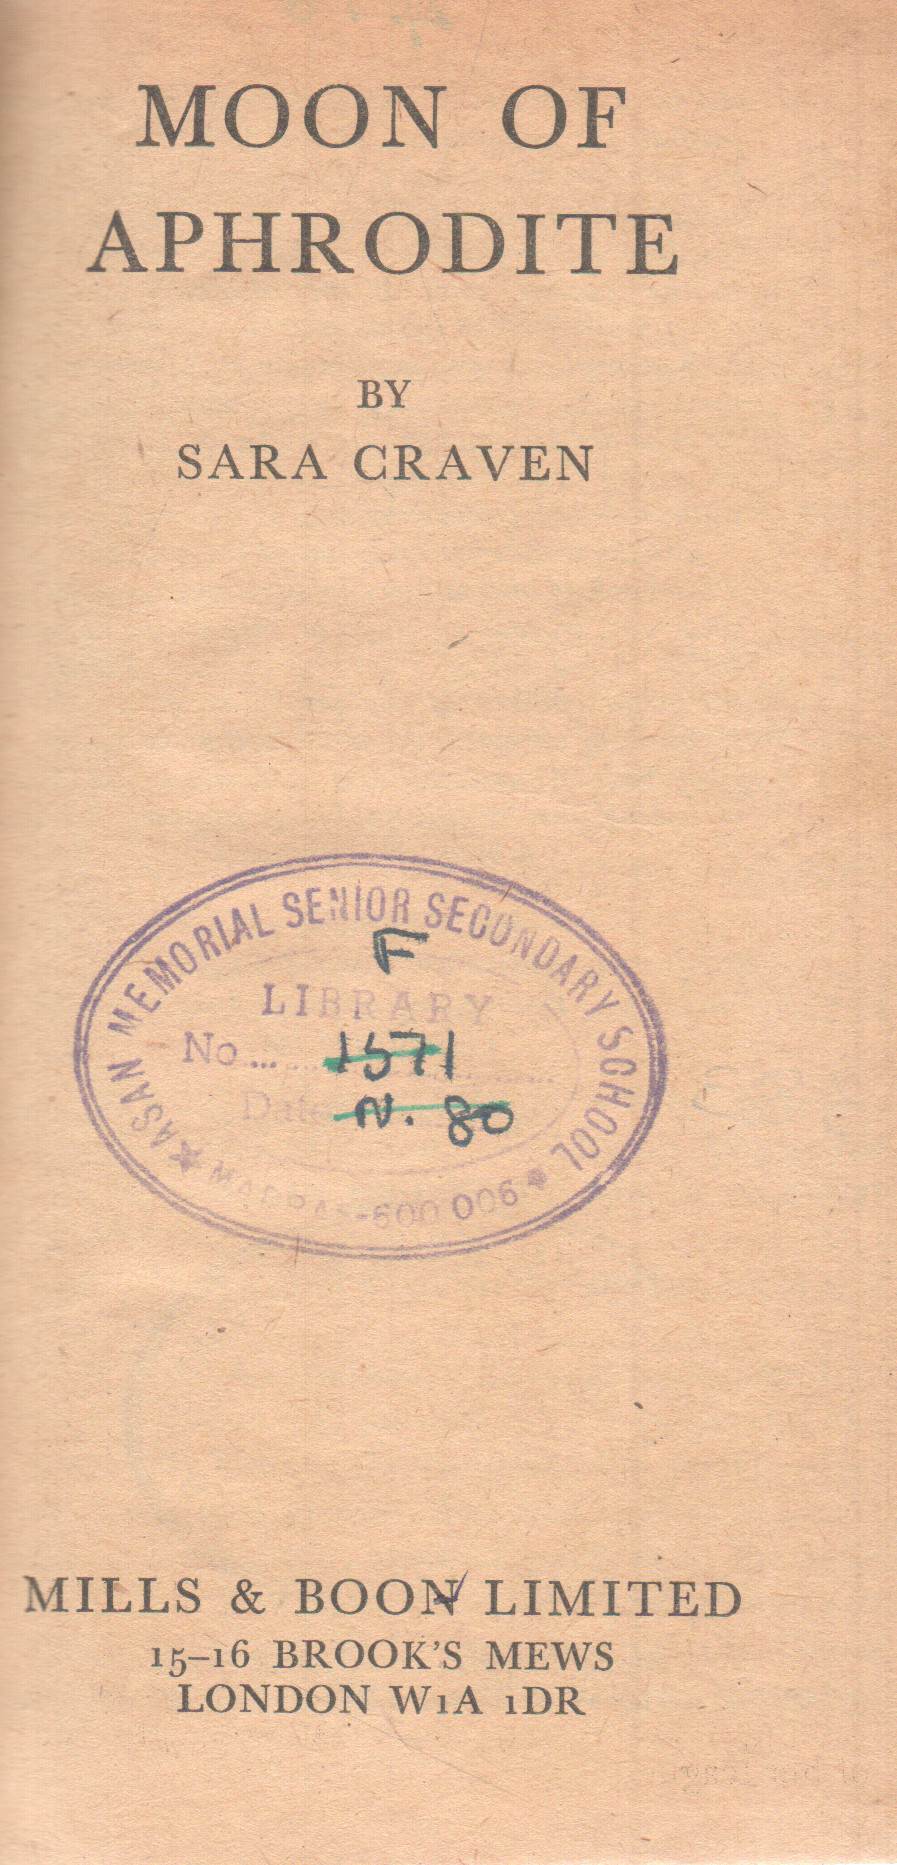 MOON OF
APHRODITE
BY
SARA CRAVEN
ASAN MEMORIAL SENIOR SECONDARY SCHOOL
F
LIBRARY
No ... 1571
Date N. 80
MADRAS-600 006
MILLS & BOON LIMITED
15–16 BROOK'S MEWS
LONDON W1A 1DR